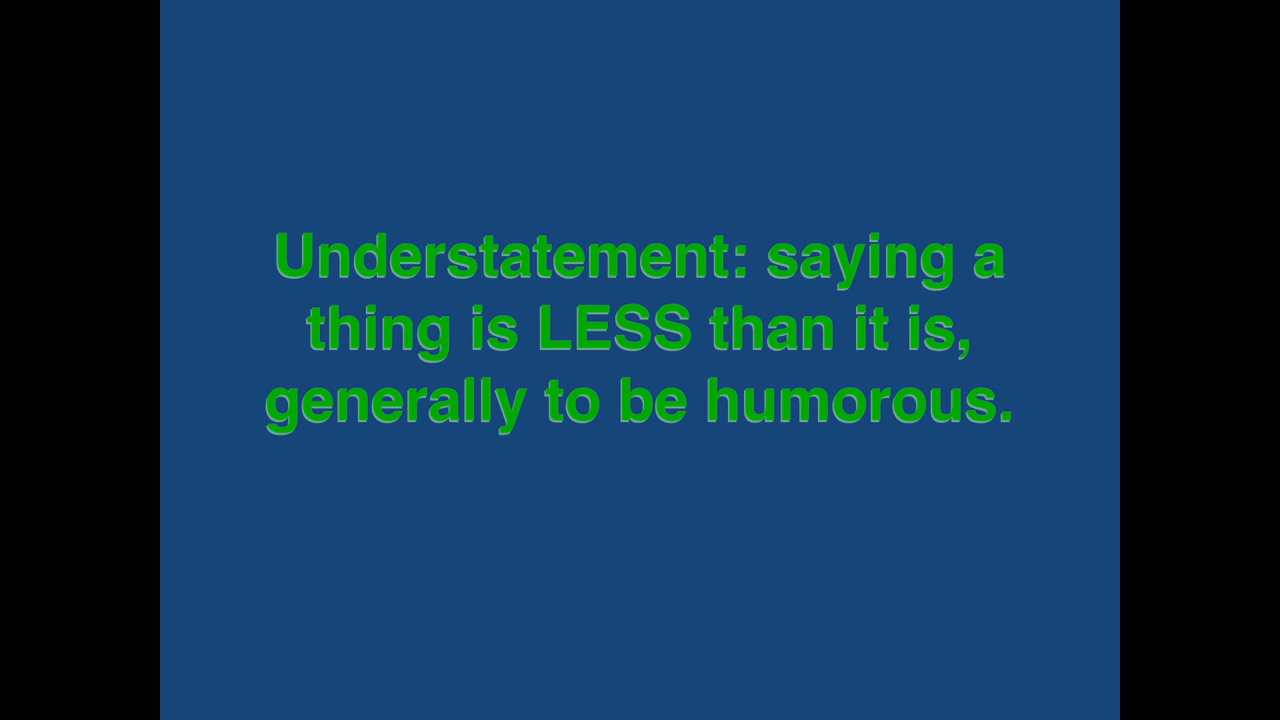 Understatement: saying a
thing is LESS than it is,
generally to be humorous.